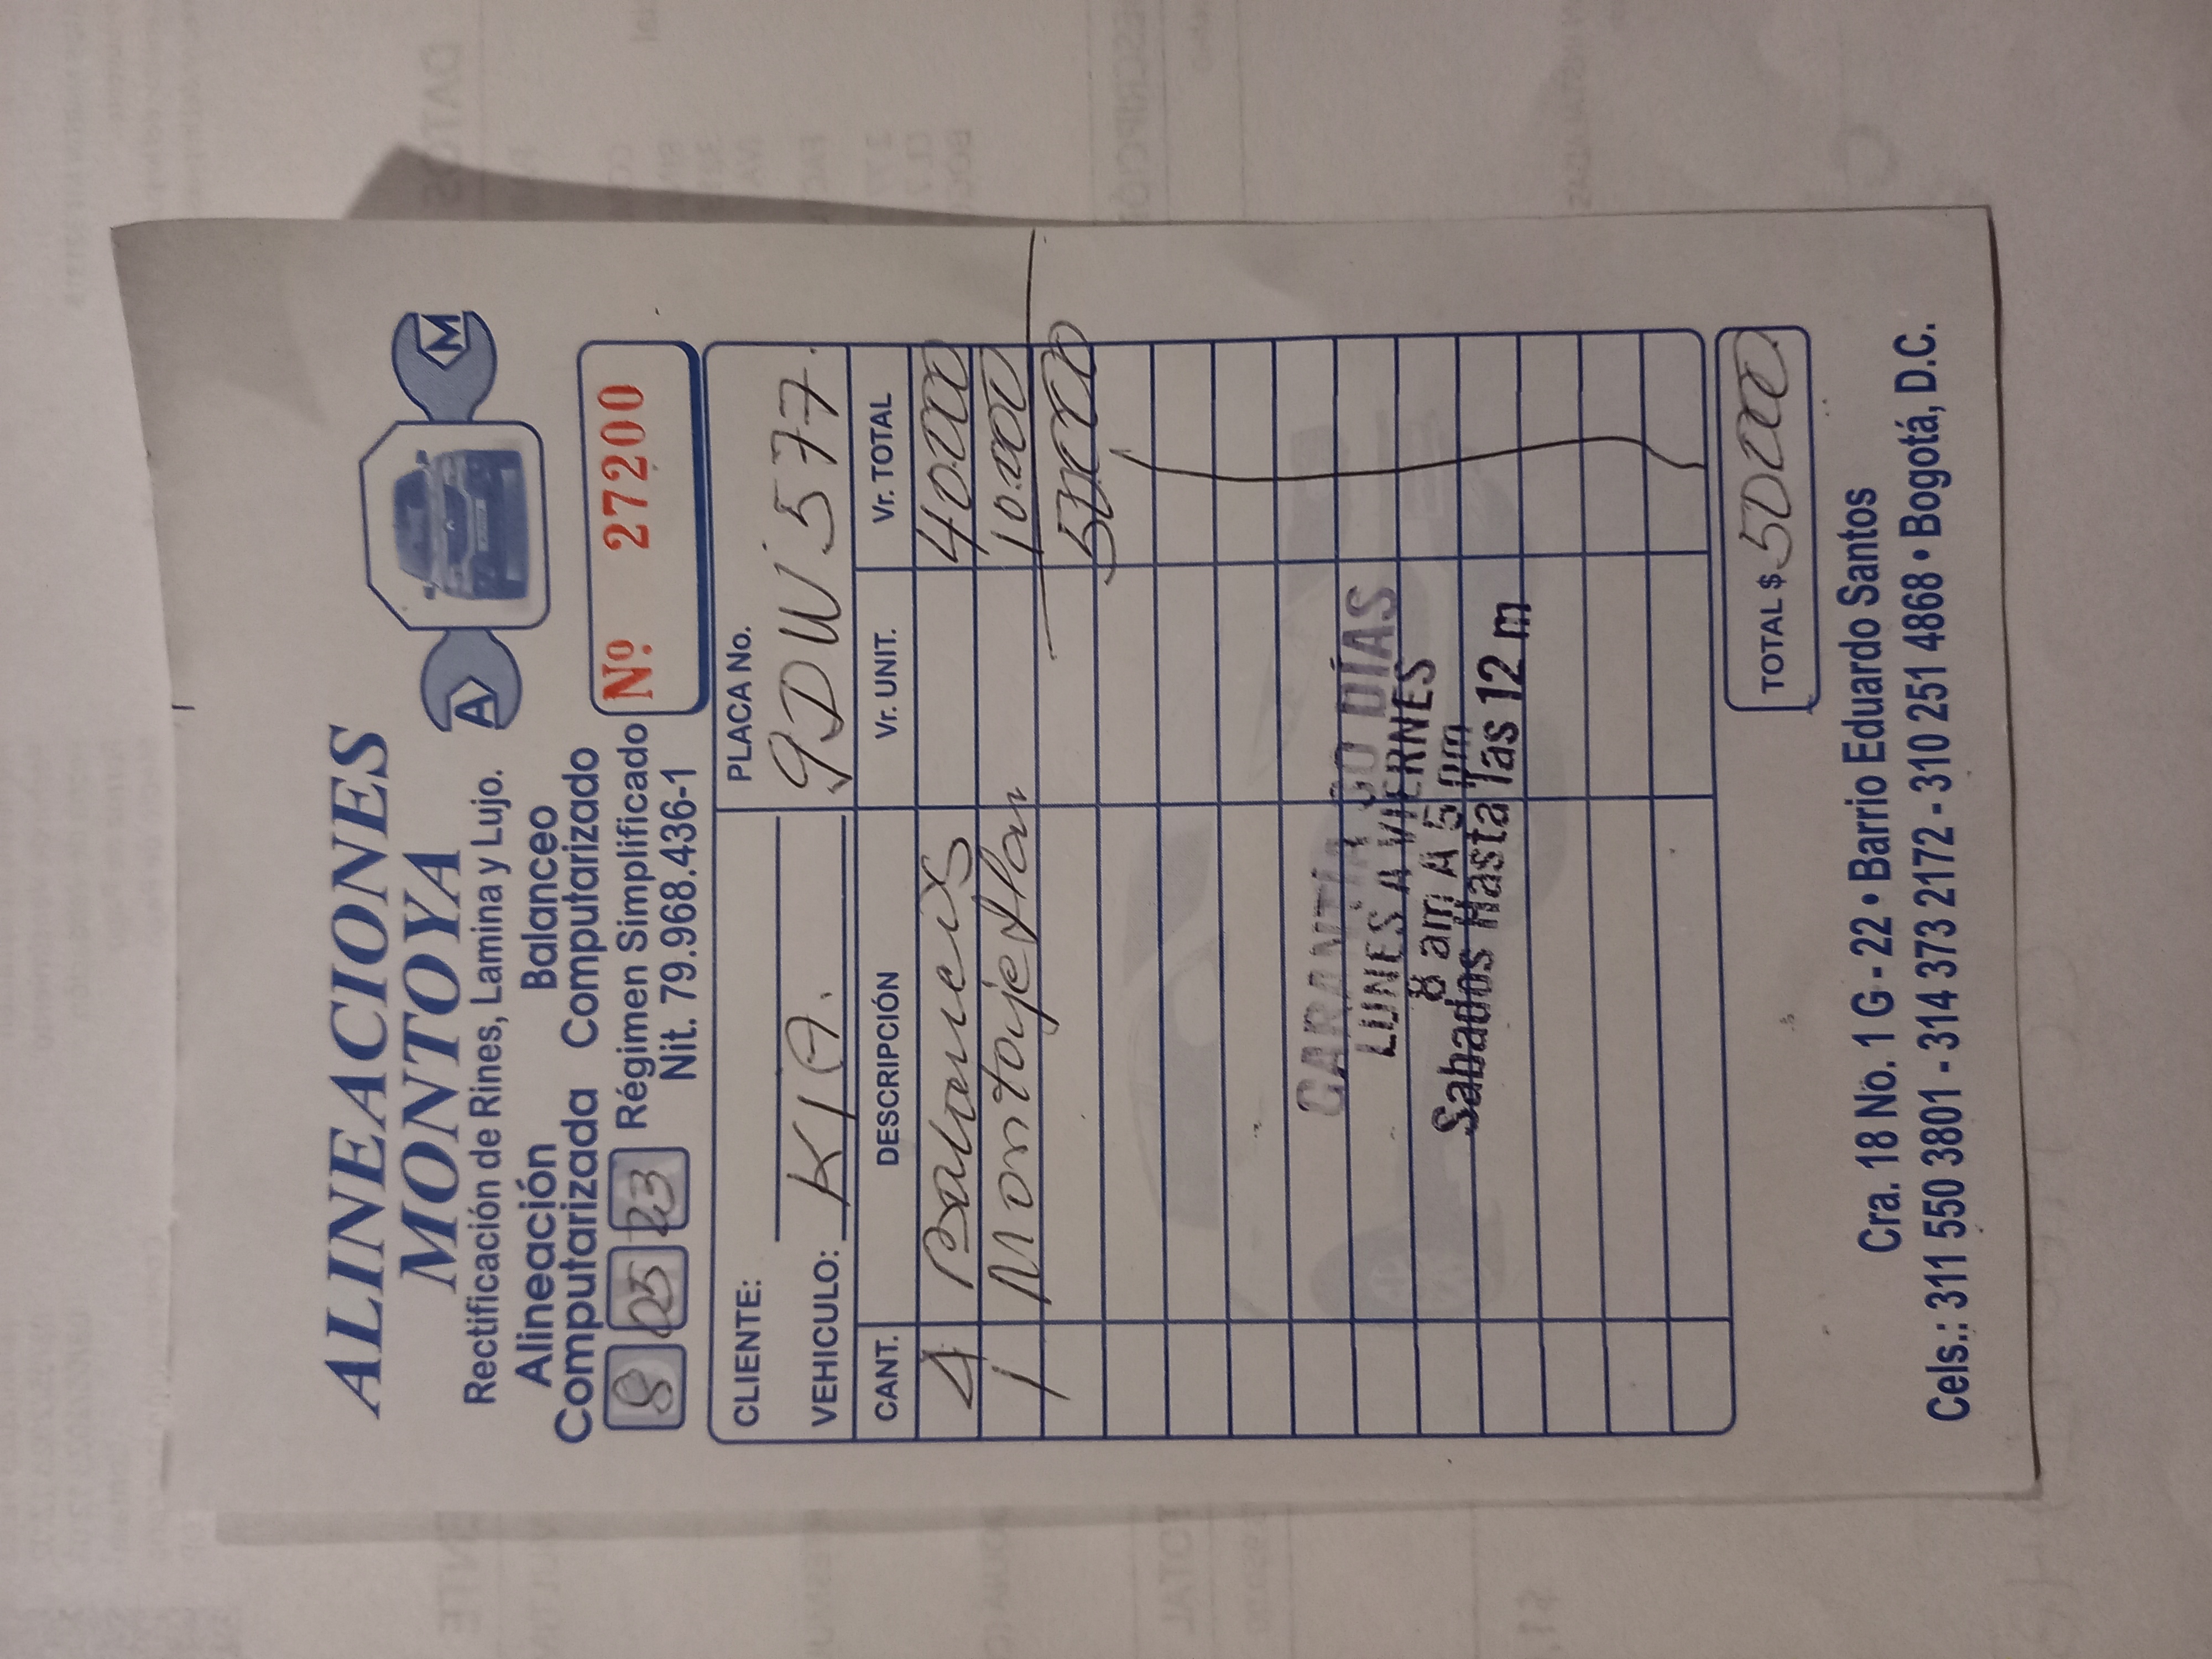 ALINEACIONES
MONTOYA
Rectificación de Rines, Lamina y Lujo.
Alineación Balanceo
Computarizada Computarizado
A M
8 05 23 Régimen Simplificado
Nit. 79.968.436-1
Nº 27200
CLIENTE: PLACA No.
VEHICULO: KIA. 9DW 577.
CANT. DESCRIPCIÓN Vr. UNIT. Vr. TOTAL
4 Balanceos 40.000
1 Montaje 10.000
50.000
GARANTÍA DÍAS
LUNES A VIERNES
8 am A 5 pm
Sabados Hasta las 12 m
TOTAL $ 50.000
Cra. 18 No. 1 G - 22 • Barrio Eduardo Santos
Cels.: 311 550 3801 - 314 373 2172 - 310 251 4868 • Bogotá, D.C.